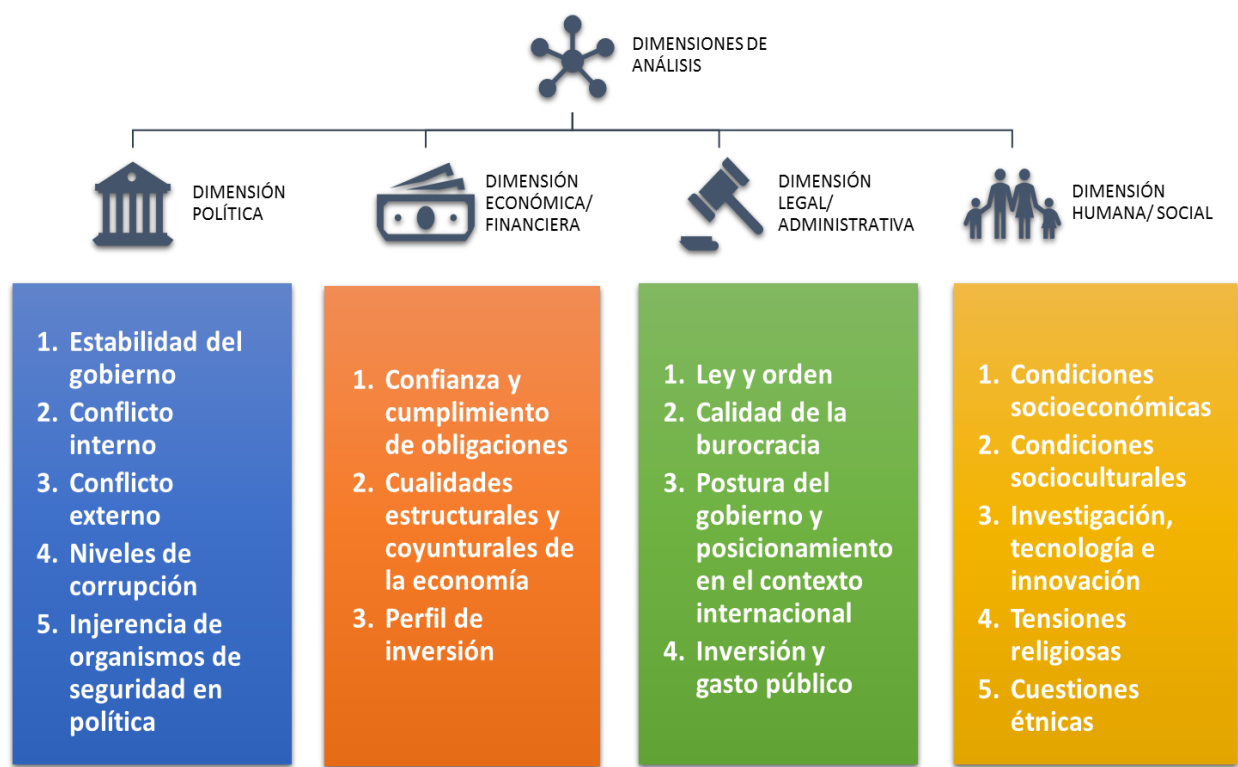 DIMENSIONES DE
ANÁLISIS
DIMENSIÓN
POLÍTICA
DIMENSIÓN
ECONÓMICA/
FINANCIERA
DIMENSIÓN
LEGAL/
ADMINISTRATIVA
DIMENSIÓN
HUMANA/ SOCIAL
1. Estabilidad del
gobierno
2. Conflicto
interno
3. Conflicto
externo
4. Niveles de
corrupción
5. Injerencia de
organismos de
seguridad en
política
1. Confianza y
cumplimiento
de obligaciones
2. Cualidades
estructurales y
coyunturales de
la economía
3. Perfil de
inversión
1. Ley y orden
2. Calidad de la
burocracia
3. Postura del
gobierno y
posicionamiento
en el contexto
internacional
4. Inversión y
gasto público
1. Condiciones
socioeconómicas
2. Condiciones
socioculturales
3. Investigación,
tecnología e
innovación
4. Tensiones
religiosas
5. Cuestiones
étnicas